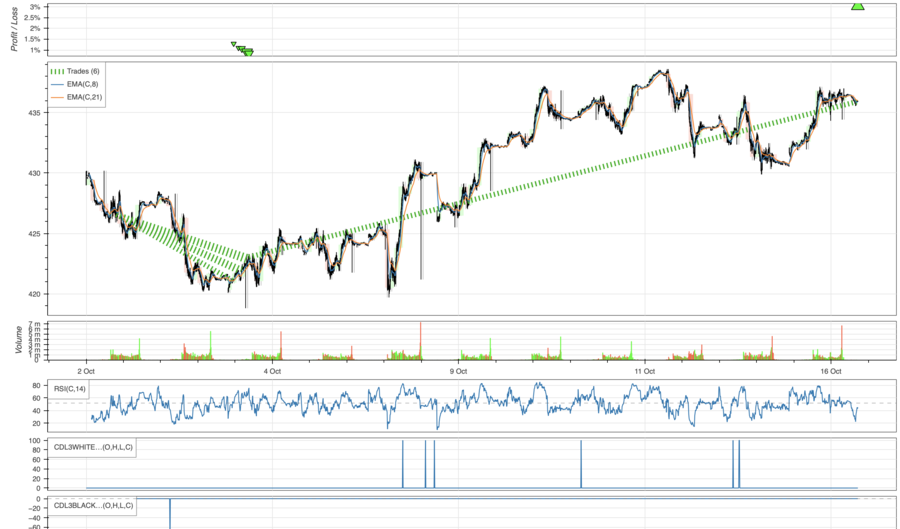 Profit / Loss
3%
2.5%
2%
1.5%
1%
Trades (6)
EMA(C,8)
EMA(C,21)
435
430
425
420
Volume
2 Oct
4 Oct
9 Oct
11 Oct
16 Oct
RSI(C,14)
80
60
40
20
CDL3WHITE…(O,H,L,C)
100
80
60
40
20
0
CDL3BLACK…(O,H,L,C)
0
−20
−40
−60